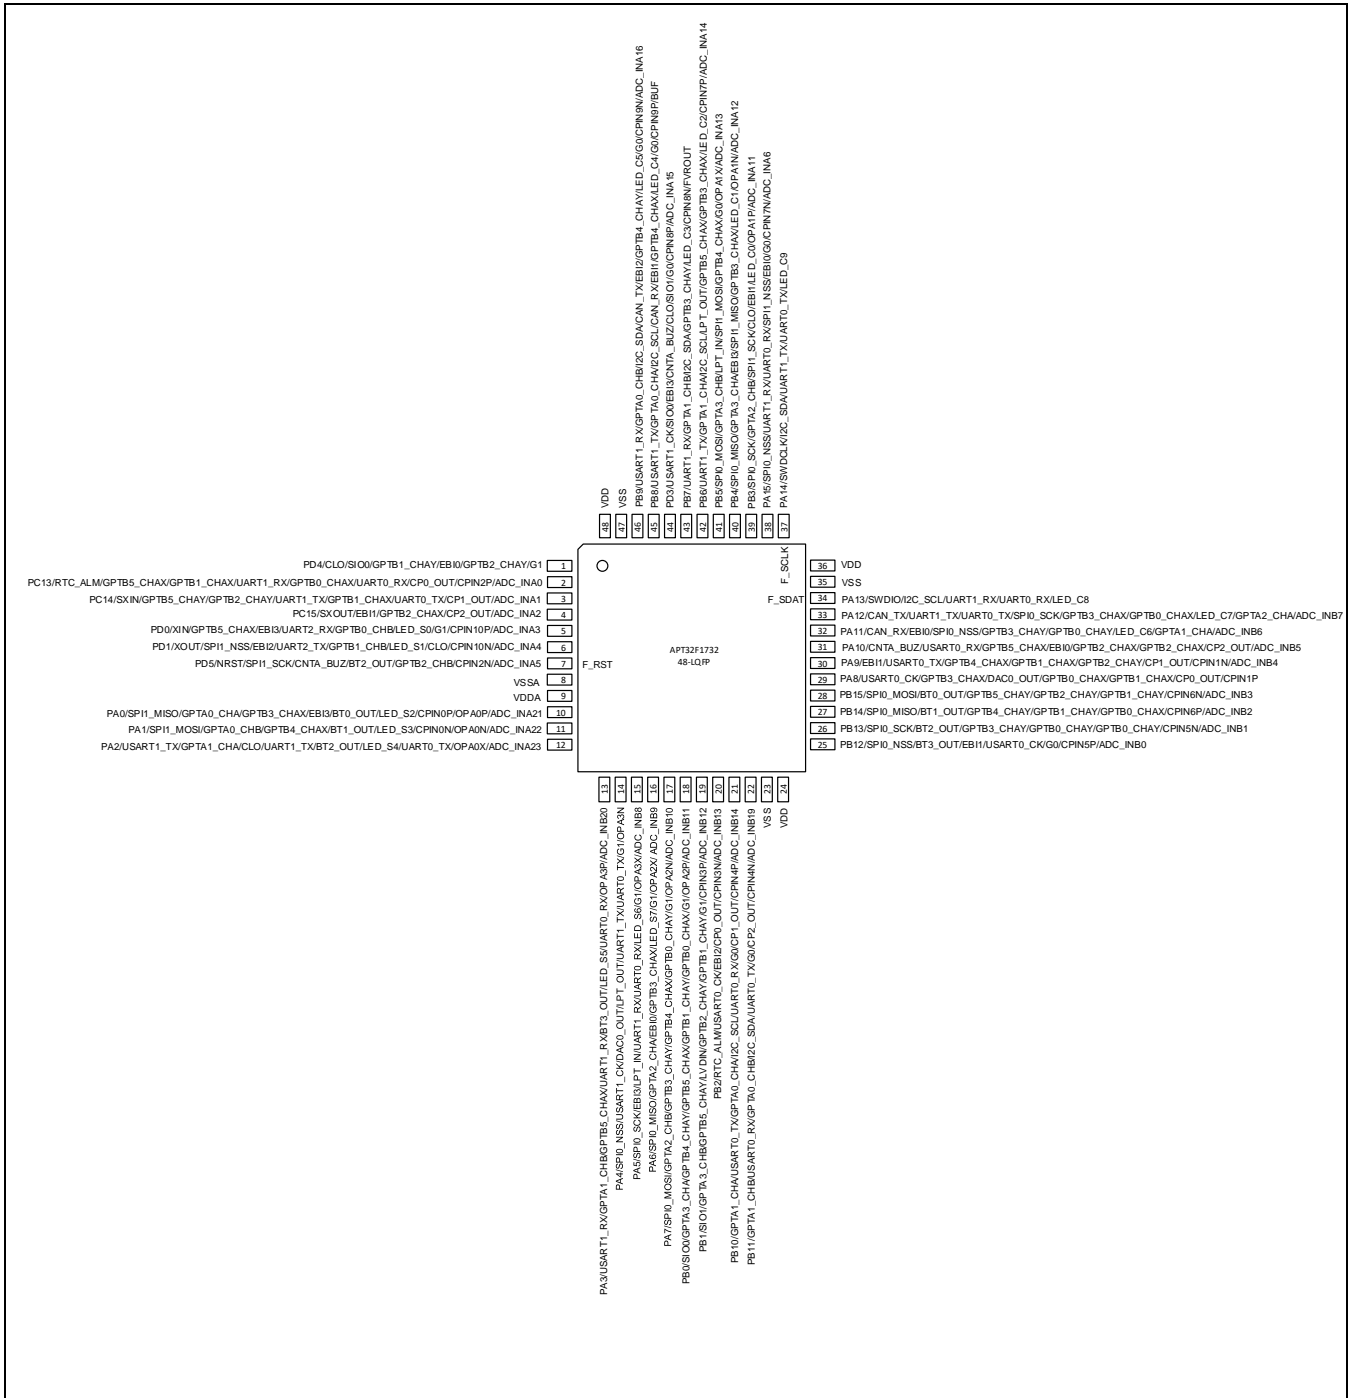 PB9/USART1_RX/GPTA0_CHB/I2C_SDA/CAN_TX/EBI2/GPTB4_CHAY/LED_C5/G0/CPIN9N/ADC_INA16
PB8/USART1_TX/GPTA0_CHA/I2C_SCL/CAN_RX/EBI1/GPTB4_CHAX/LED_C4/G0/CPIN9P/BUF
PD3/USART1_CK/SIO0/EBI3/CNTA_BUZ/CLO/SIO1/G0/CPIN8P/ADC_INA15
PB7/UART1_RX/GPTA1_CHB/I2C_SDA/GPTB3_CHAY/LED_C3/CPIN8N/FVROUT
PB6/UART1_TX/GPTA1_CHA/I2C_SCL/LPT_OUT/GPTB5_CHAX/GPTB3_CHAX/LED_C2/CPIN7P/ADC_INA14
PB5/SPI0_MOSI/GPTA3_CHB/LPT_IN/SPI1_MOSI/GPTB4_CHAX/G0/OPA1X/ADC_INA13
PB4/SPI0_MISO/GPTA3_CHA/EBI3/SPI1_MISO/GPTB3_CHAX/LED_C1/OPA1N/ADC_INA12
PB3/SPI0_SCK/GPTA2_CHB/SPI1_SCK/CLO/EBI1/LED_C0/OPA1P/ADC_INA11
PA15/SPI0_NSS/UART1_RX/UART0_RX/SPI1_NSS/EBI0/G0/CPIN7N/ADC_INA6
PA14/SWDCLK/I2C_SDA/UART1_TX/UART0_TX/LED_C9
VDD
VSS
48
47
46
45
44
43
42
41
40
39
38
37
F_SCLK
PD4/CLO/SIO0/GPTB1_CHAY/EBI0/GPTB2_CHAY/G1 1
PC13/RTC_ALM/GPTB5_CHAX/GPTB1_CHAX/UART1_RX/GPTB0_CHAX/UART0_RX/CP0_OUT/CPIN2P/ADC_INA0 2
PC14/SXIN/GPTB5_CHAY/GPTB2_CHAY/UART1_TX/GPTB1_CHAX/UART0_TX/CP1_OUT/ADC_INA1 3
PC15/SXOUT/EBI1/GPTB2_CHAX/CP2_OUT/ADC_INA2 4
PD0/XIN/GPTB5_CHAX/EBI3/UART2_RX/GPTB0_CHB/LED_S0/G1/CPIN10P/ADC_INA3 5
PD1/XOUT/SPI1_NSS/EBI2/UART2_TX/GPTB1_CHB/LED_S1/CLO/CPIN10N/ADC_INA4 6
PD5/NRST/SPI1_SCK/CNTA_BUZ/BT2_OUT/GPTB2_CHB/CPIN2N/ADC_INA5 7 F_RST
VSSA 8
VDDA 9
PA0/SPI1_MISO/GPTA0_CHA/GPTB3_CHAX/EBI3/BT0_OUT/LED_S2/CPIN0P/OPA0P/ADC_INA21 10
PA1/SPI1_MOSI/GPTA0_CHB/GPTB4_CHAX/BT1_OUT/LED_S3/CPIN0N/OPA0N/ADC_INA22 11
PA2/USART1_TX/GPTA1_CHA/CLO/UART1_TX/BT2_OUT/LED_S4/UART0_TX/OPA0X/ADC_INA23 12
APT32F1732
48-LQFP
36 VDD
35 VSS
F_SDAT 34 PA13/SWDIO/I2C_SCL/UART1_RX/UART0_RX/LED_C8
33 PA12/CAN_TX/UART1_TX/UART0_TX/SPI0_SCK/GPTB3_CHAX/GPTB0_CHAX/LED_C7/GPTA2_CHA/ADC_INB7
32 PA11/CAN_RX/EBI0/SPI0_NSS/GPTB3_CHAY/GPTB0_CHAY/LED_C6/GPTA1_CHA/ADC_INB6
31 PA10/CNTA_BUZ/USART0_RX/GPTB5_CHAX/EBI0/GPTB2_CHAX/GPTB2_CHAX/CP2_OUT/ADC_INB5
30 PA9/EBI1/USART0_TX/GPTB4_CHAX/GPTB1_CHAX/GPTB2_CHAY/CP1_OUT/CPIN1N/ADC_INB4
29 PA8/USART0_CK/GPTB3_CHAX/DAC0_OUT/GPTB0_CHAX/GPTB1_CHAX/CP0_OUT/CPIN1P
28 PB15/SPI0_MOSI/BT0_OUT/GPTB5_CHAY/GPTB2_CHAY/GPTB1_CHAY/CPIN6N/ADC_INB3
27 PB14/SPI0_MISO/BT1_OUT/GPTB4_CHAY/GPTB1_CHAY/GPTB0_CHAX/CPIN6P/ADC_INB2
26 PB13/SPI0_SCK/BT2_OUT/GPTB3_CHAY/GPTB0_CHAY/GPTB0_CHAY/CPIN5N/ADC_INB1
25 PB12/SPI0_NSS/BT3_OUT/EBI1/USART0_CK/G0/CPIN5P/ADC_INB0
13
14
15
16
17
18
19
20
21
22
23
24
PA3/USART1_RX/GPTA1_CHB/GPTB5_CHAX/UART1_RX/BT3_OUT/LED_S5/UART0_RX/OPA3P/ADC_INB20
PA4/SPI0_NSS/USART1_CK/DAC0_OUT/LPT_OUT/UART1_TX/UART0_TX/G1/OPA3N
PA5/SPI0_SCK/EBI3/LPT_IN/UART1_RX/UART0_RX/LED_S6/G1/OPA3X/ADC_INB8
PA6/SPI0_MISO/GPTA2_CHA/EBI0/GPTB3_CHAX/LED_S7/G1/OPA2X/ ADC_INB9
PA7/SPI0_MOSI/GPTA2_CHB/GPTB3_CHAY/GPTB4_CHAX/GPTB0_CHAY/G1/OPA2N/ADC_INB10
PB0/SIO0/GPTA3_CHA/GPTB4_CHAY/GPTB5_CHAX/GPTB1_CHAY/GPTB0_CHAX/G1/OPA2P/ADC_INB11
PB1/SIO1/GPTA3_CHB/GPTB5_CHAY/LVDIN/GPTB2_CHAY/GPTB1_CHAY/G1/CPIN3P/ADC_INB12
PB2/RTC_ALM/USART0_CK/EBI2/CP0_OUT/CPIN3N/ADC_INB13
PB10/GPTA1_CHA/USART0_TX/GPTA0_CHA/I2C_SCL/UART0_RX/G0/CP1_OUT/CPIN4P/ADC_INB14
PB11/GPTA1_CHB/USART0_RX/GPTA0_CHB/I2C_SDA/UART0_TX/G0/CP2_OUT/CPIN4N/ADC_INB19
VSS
VDD